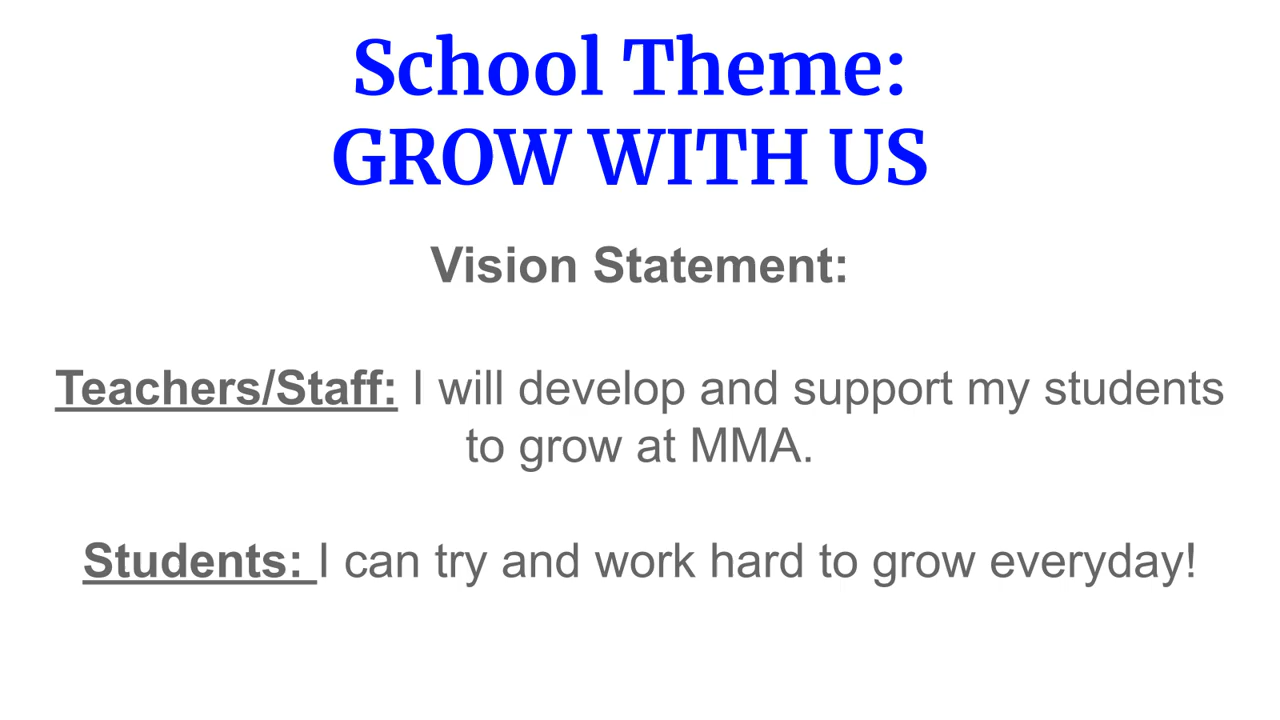 School Theme:
GROW WITH US
Vision Statement:
Teachers/Staff: I will develop and support my students
to grow at MMA.
Students: I can try and work hard to grow everyday!